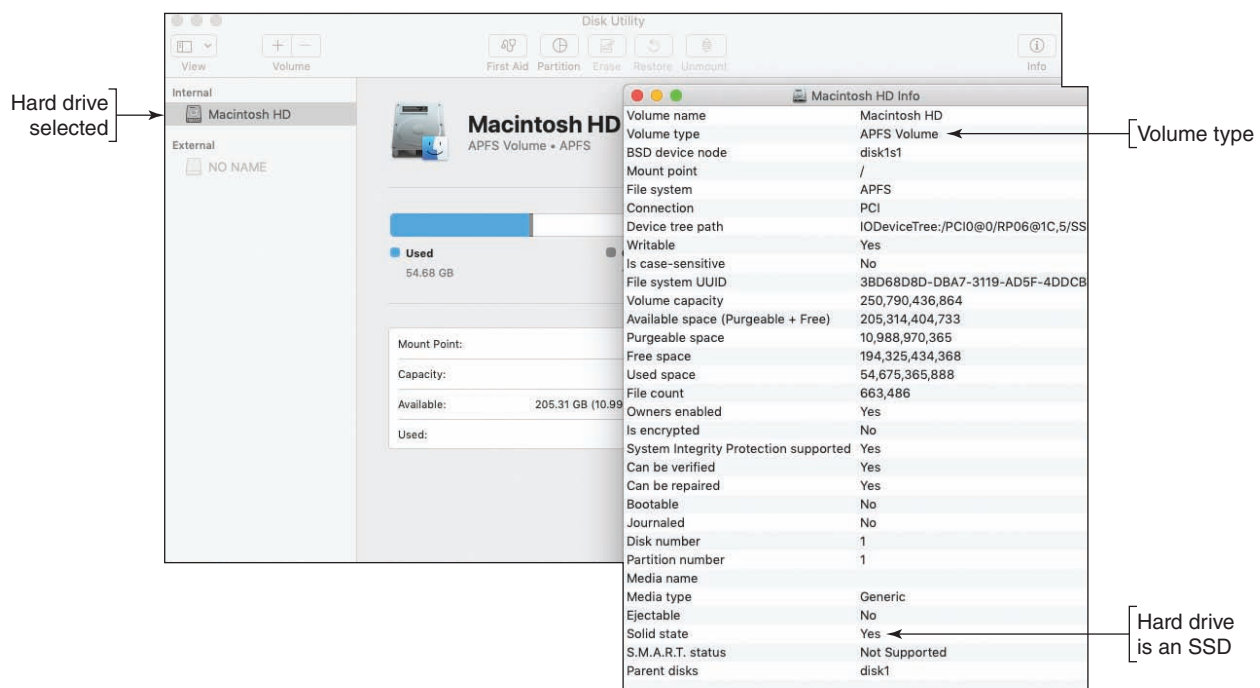 Disk Utility
View
Volume
First Aid
Partition
Erase
Restore
Unmount
Info
Internal
Macintosh HD
External
NO NAME
Hard drive
selected
Macintosh HD
APFS Volume • APFS
Used
54.68 GB
Mount Point:
Capacity:
Available: 205.31 GB (10.99
Used:
Macintosh HD Info
Volume name Macintosh HD
Volume type APFS Volume
BSD device node disk1s1
Mount point /
File system APFS
Connection PCI
Device tree path IODeviceTree:/PCI0@0/RP06@1C,5/SS
Writable Yes
Is case-sensitive No
File system UUID 3BD68D8D-DBA7-3119-AD5F-4DDCB
Volume capacity 250,790,436,864
Available space (Purgeable + Free) 205,314,404,733
Purgeable space 10,988,970,365
Free space 194,325,434,368
Used space 54,675,365,888
File count 663,486
Owners enabled Yes
Is encrypted No
System Integrity Protection supported Yes
Can be verified Yes
Can be repaired Yes
Bootable No
Journaled No
Disk number 1
Partition number 1
Media name
Media type Generic
Ejectable No
Solid state Yes
S.M.A.R.T. status Not Supported
Parent disks disk1
Volume type
Hard drive
is an SSD